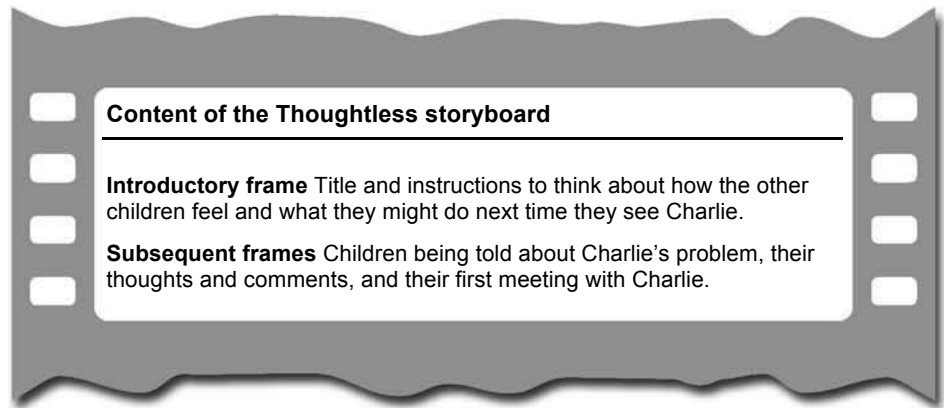 Content of the Thoughtless storyboard
Introductory frame Title and instructions to think about how the other
children feel and what they might do next time they see Charlie.
Subsequent frames Children being told about Charlie’s problem, their
thoughts and comments, and their first meeting with Charlie.